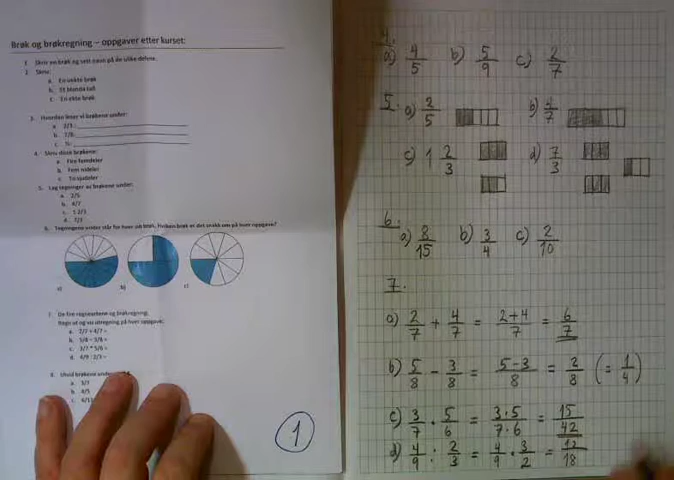 Brøk og brøkregning – oppgaver etter kurset:
1. Skriv en brøk og sett navn på de ulike delene.
2. Skriv:
a. En uekte brøk
b. Et blanda tall
c. En ekte brøk
3. Hvordan leser vi brøkene under:
a. 2/3:
b. 7/8:
c. ½:
4. Skriv disse brøkene:
a. Fire femdeler
b. Fem nideler
c. To sjudeler
5. Lag tegninger av brøkene under:
a. 2/5
b. 4/7
c. 1 2/3
d. 7/3
6. Tegningene under står for hver sin brøk. Hvilken brøk er det snakk om på hver oppgave?
a) b) c)
7. De fire regneartene og brøkregning.
Regn ut og vis utregning på hver oppgave:
a. 2/7 + 4/7 =
b. 5/8 – 3/8 =
c. 3/7 * 5/6 =
d. 4/9 : 2/3 =
8. Utvid brøkene
a. 3/7
b. 4/5
c.
1
4.
a) 4/5 b) 5/9 c) 2/7
5. a) 2/5 b) 4/7
c) 1 2/3 d) 7/3
6.
a) 8/15 b) 3/4 c) 2/10
7.
a) 2/7 + 4/7 = 2+4/7 = 6/7
b) 5/8 - 3/8 = 5-3/8 = 2/8 (= 1/4)
c) 3/7 · 5/6 = 3·5/7·6 = 15/42
d) 4/9 : 2/3 = 4/9 · 3/2 = 12/18